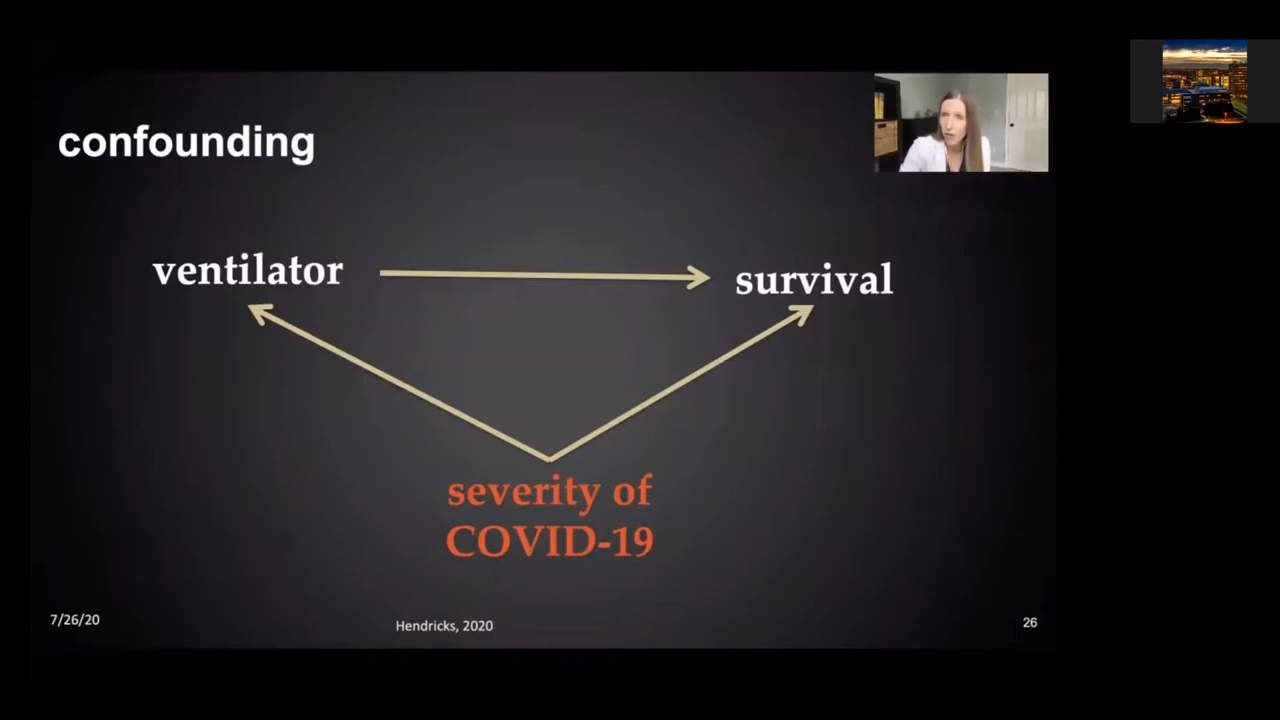 confounding
ventilator
survival
severity of
COVID-19
7/26/20
Hendricks, 2020
26